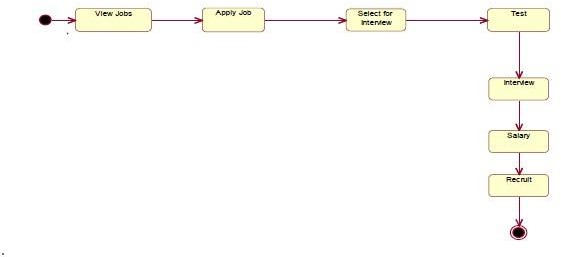 View Jobs
Apply Job
Select for
Interview
Test
Interview
Salary
Recruit